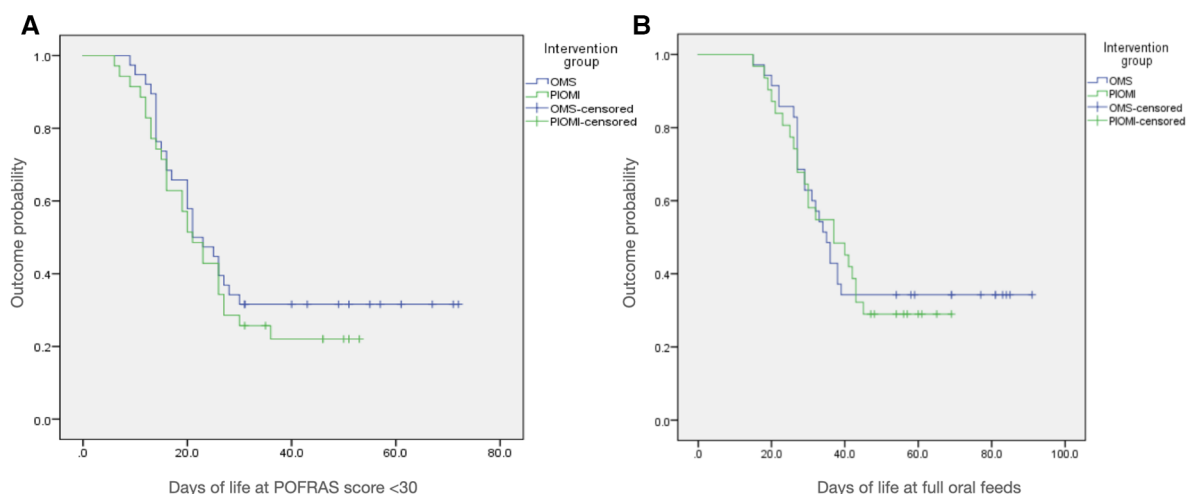 A
Outcome probability
1.0
0.8
0.6
0.4
0.2
0.0
.0 20.0 40.0 60.0 80.0
Days of life at POFRAS score <30
Intervention
group
OMS
PIOMI
OMS-censored
PIOMI-censored
B
Outcome probability
1.0
0.8
0.6
0.4
0.2
0.0
.0 20.0 40.0 60.0 80.0 100.0
Days of life at full oral feeds
Intervention
group
OMS
PIOMI
OMS-censored
PIOMI-censored